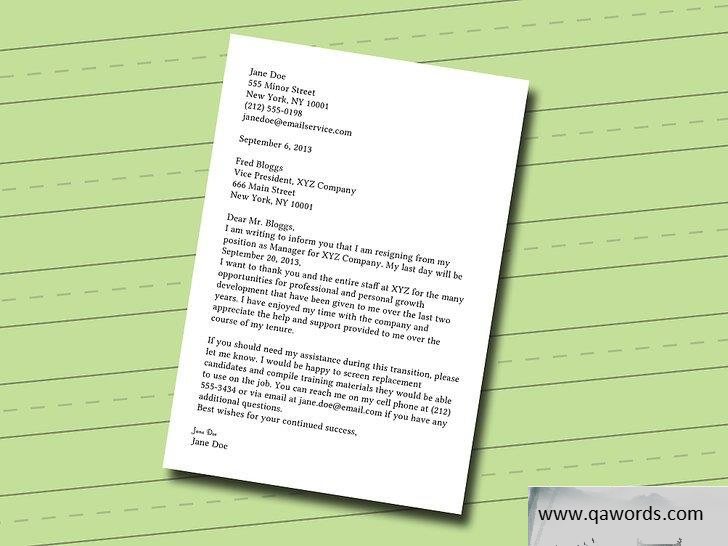 Jane Doe
555 Minor Street
New York, NY 10001
(212) 555-0198
janedoe@emailservice.com
September 6, 2013
Fred Bloggs
Vice President, XYZ Company
666 Main Street
New York, NY 10001
Dear Mr. Bloggs,
I am writing to inform you that I am resigning from my
position as Manager for XYZ Company. My last day will be
September 20, 2013.
I want to thank you and the entire staff at XYZ for the many
opportunities for professional and personal growth
development that have been given to me over the last two
years. I have enjoyed my time with the company and
appreciate the help and support provided to me over the
course of my tenure.
If you should need my assistance during this transition, please
let me know. I would be happy to screen replacement
candidates and compile training materials they would be able
to use on the job. You can reach me on my cell phone at (212)
555-3434 or via email at jane.doe@email.com if you have any
additional questions.
Best wishes for your continued success,
Jane Doe
Jane Doe
www.qawords.com